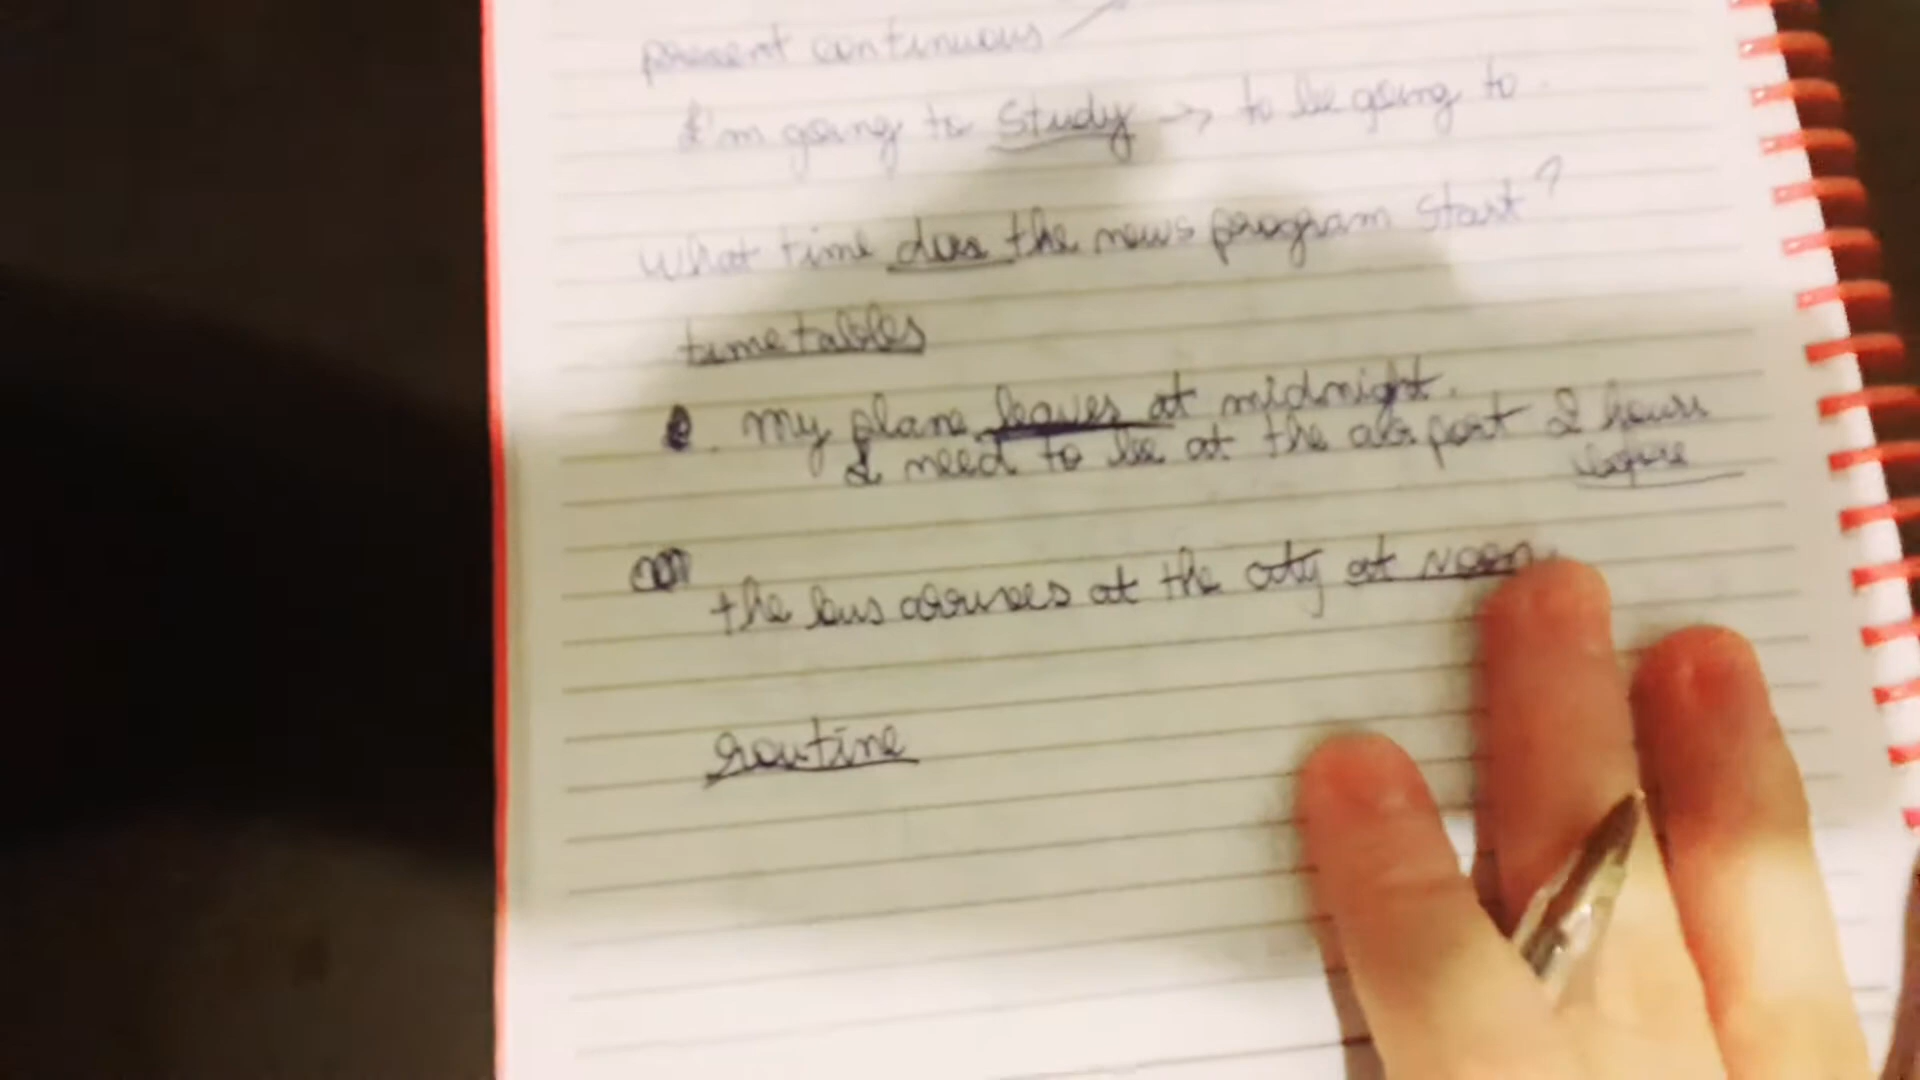 present continuous
I'm going to study → to be going to.
What time does the news program start?
timetables
My plane leaves at midnight.
I need to be at the airport 2 hours
before
the bus arrives at the city at noon.
routine